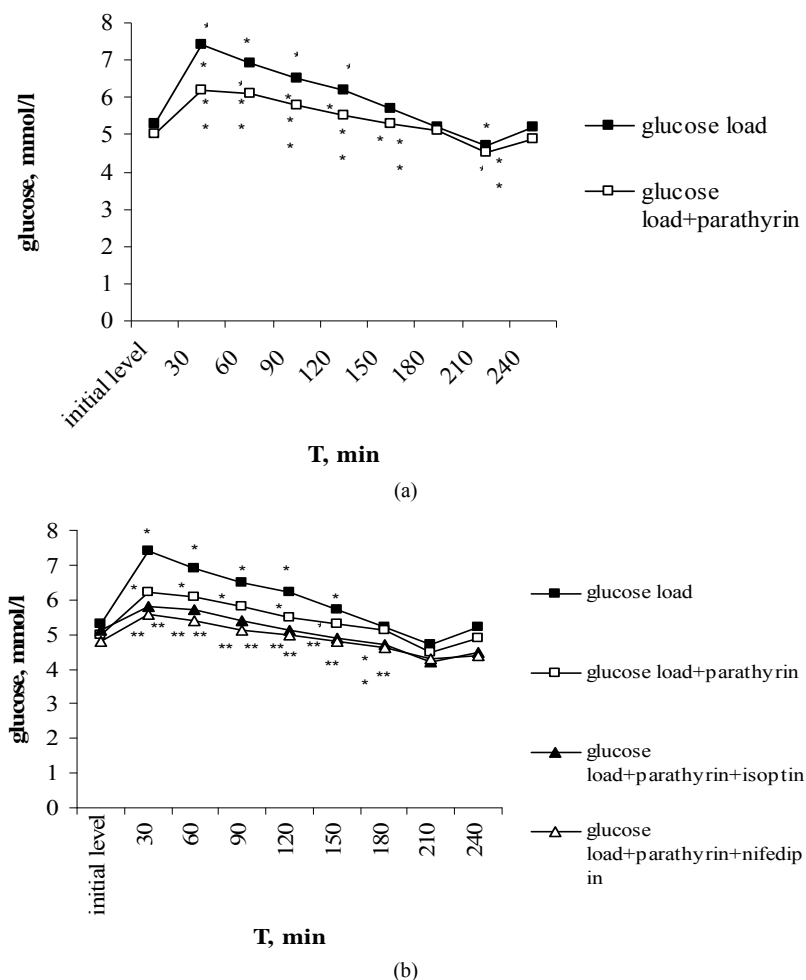 8
7
6
5
4
3
2
1
0
glucose, mmol/l
initial level
30
60
90
120
150
180
210
240
T, min
glucose load
glucose
load+parathyrin
(a)
8
7
6
5
4
3
2
1
0
glucose, mmol/l
initial level
30
60
90
120
150
180
210
240
T, min
glucose load
glucose load+parathyrin
glucose
load+parathyrin+isoptin
glucose
load+parathyrin+nifedip
in
(b)